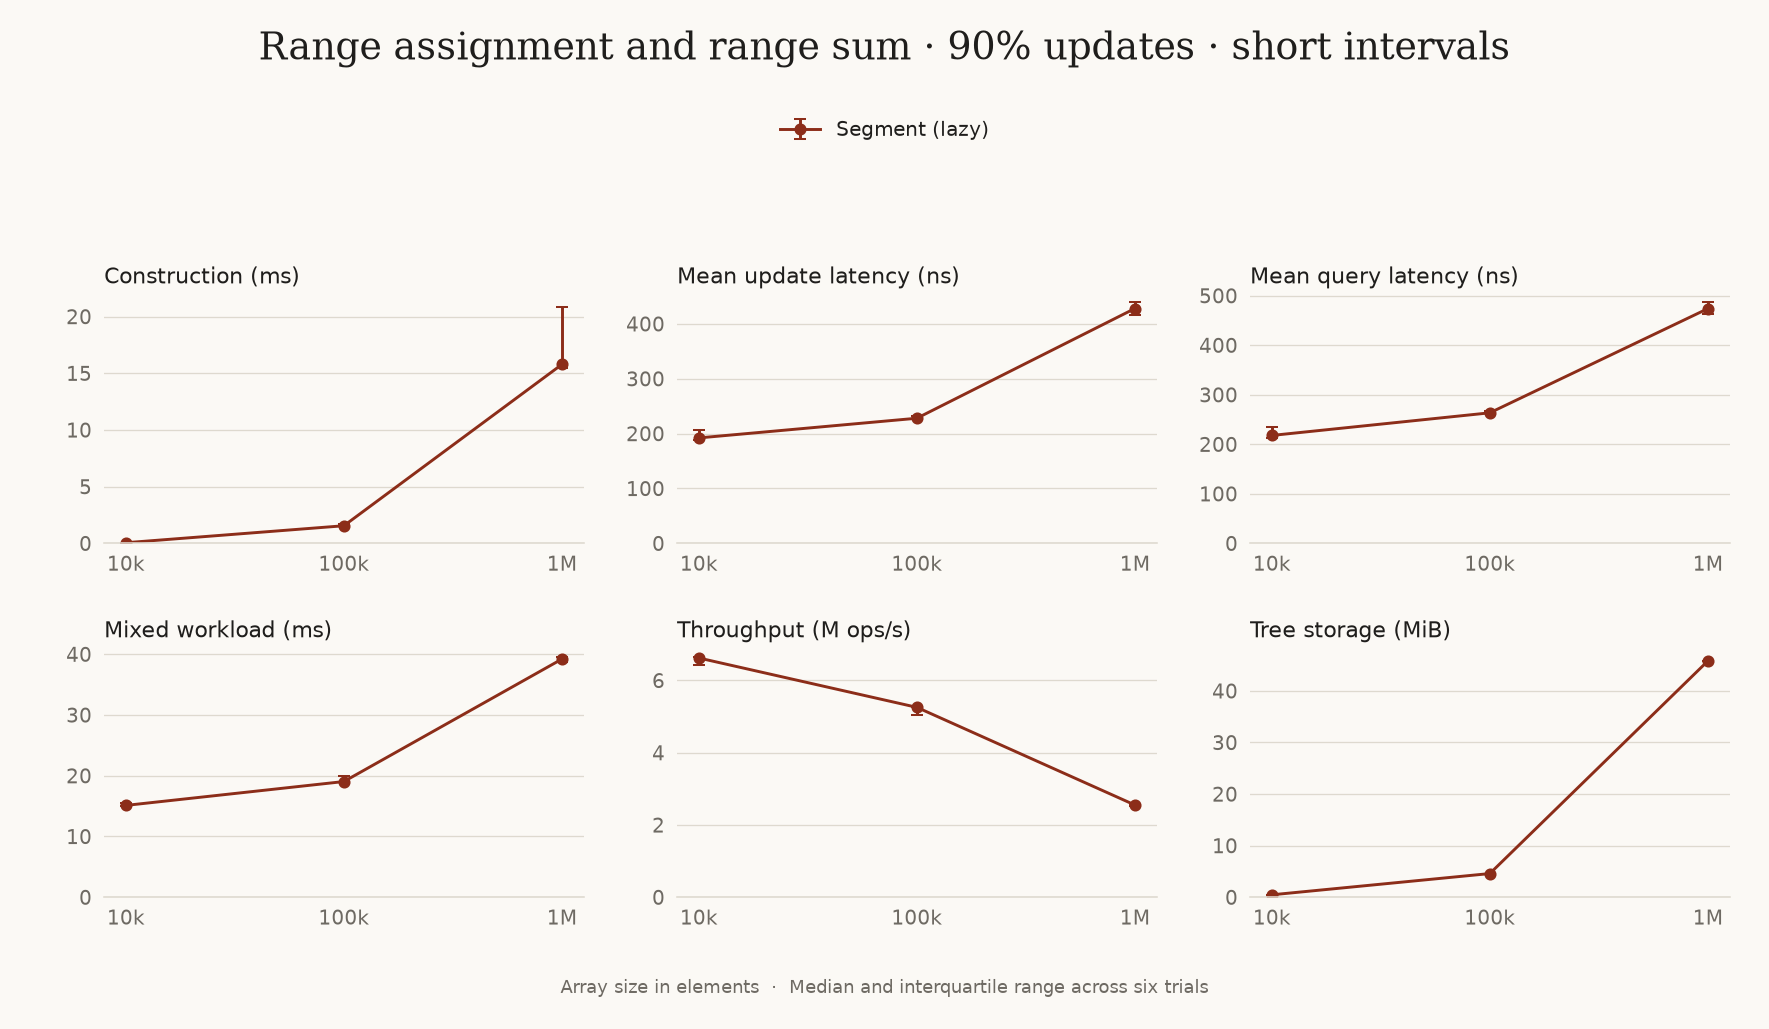 Range assignment and range sum · 90% updates · short intervals
Segment (lazy)
Construction (ms)
20
15
10
5
0
10k 100k 1M
Mean update latency (ns)
400
300
200
100
0
10k 100k 1M
Mean query latency (ns)
500
400
300
200
100
0
10k 100k 1M
Mixed workload (ms)
40
30
20
10
0
10k 100k 1M
Throughput (M ops/s)
6
4
2
0
10k 100k 1M
Tree storage (MiB)
40
30
20
10
0
10k 100k 1M
Array size in elements · Median and interquartile range across six trials